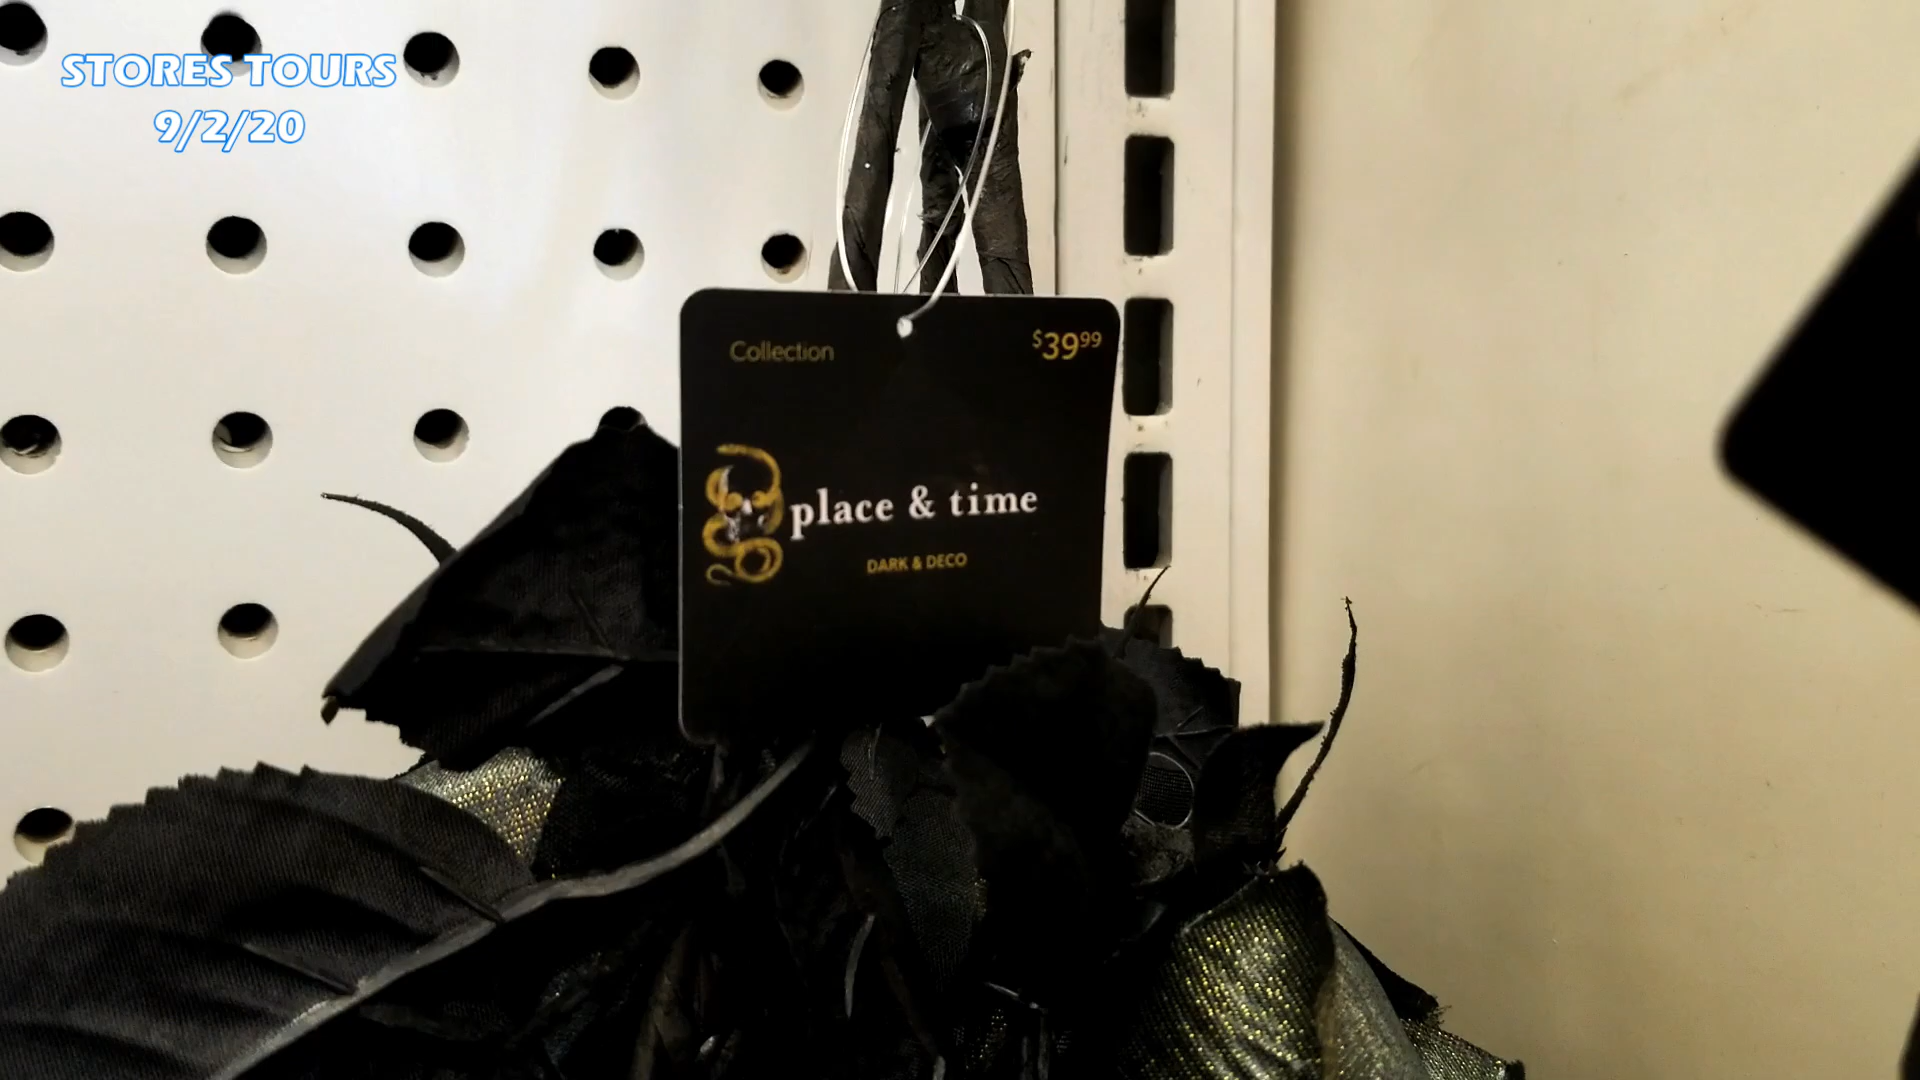 STORES TOURS
9/2/20
Collection
$39.99
place & time
DARK & DECO